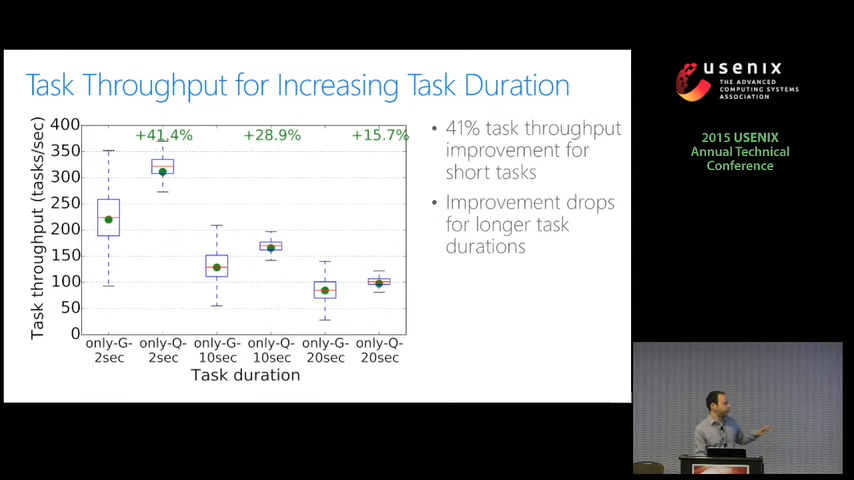 Task Throughput for Increasing Task Duration
Task throughput (tasks/sec)
400
350
300
250
200
150
100
50
0
+41.4%
+28.9%
+15.7%
only-G-
2sec
only-Q-
2sec
only-G-
10sec
only-Q-
10sec
only-G-
20sec
only-Q-
20sec
Task duration
• 41% task throughput
improvement for
short tasks
• Improvement drops
for longer task
durations
usenix
THE ADVANCED
COMPUTING SYSTEMS
ASSOCIATION
2015 USENIX
Annual Technical
Conference